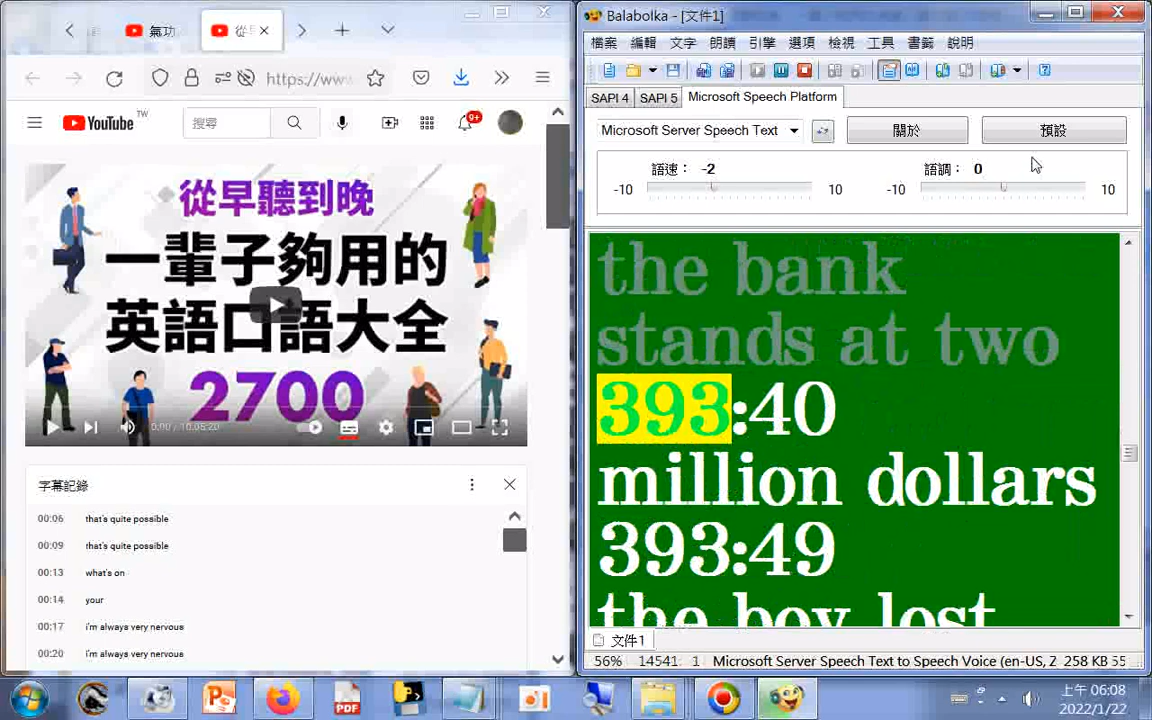 氣功
從
https://www
YouTube TW
搜尋
9+
從早聽到晚
一輩子夠用的
英語口語大全
2700
0:00 / 10:05:20
字幕記錄
00:06 that's quite possible
00:09 that's quite possible
00:13 what's on
00:14 your
00:17 i'm always very nervous
00:20 i'm always very nervous
Balabolka - [文件1]
檔案 編輯 文字 朗讀 引擎 選項 檢視 工具 書籤 說明
SAPI 4 SAPI 5 Microsoft Speech Platform
Microsoft Server Speech Text 關於 預設
語速： -2 語調： 0
-10 10 -10 10
the bank
stands at two
393:40
million dollars
393:49
the boy lost
文件1
56% 14541: 1 Microsoft Server Speech Text to Speech Voice (en-US, 2 258 KB 55
PDF
上午 06:08
2022/1/22